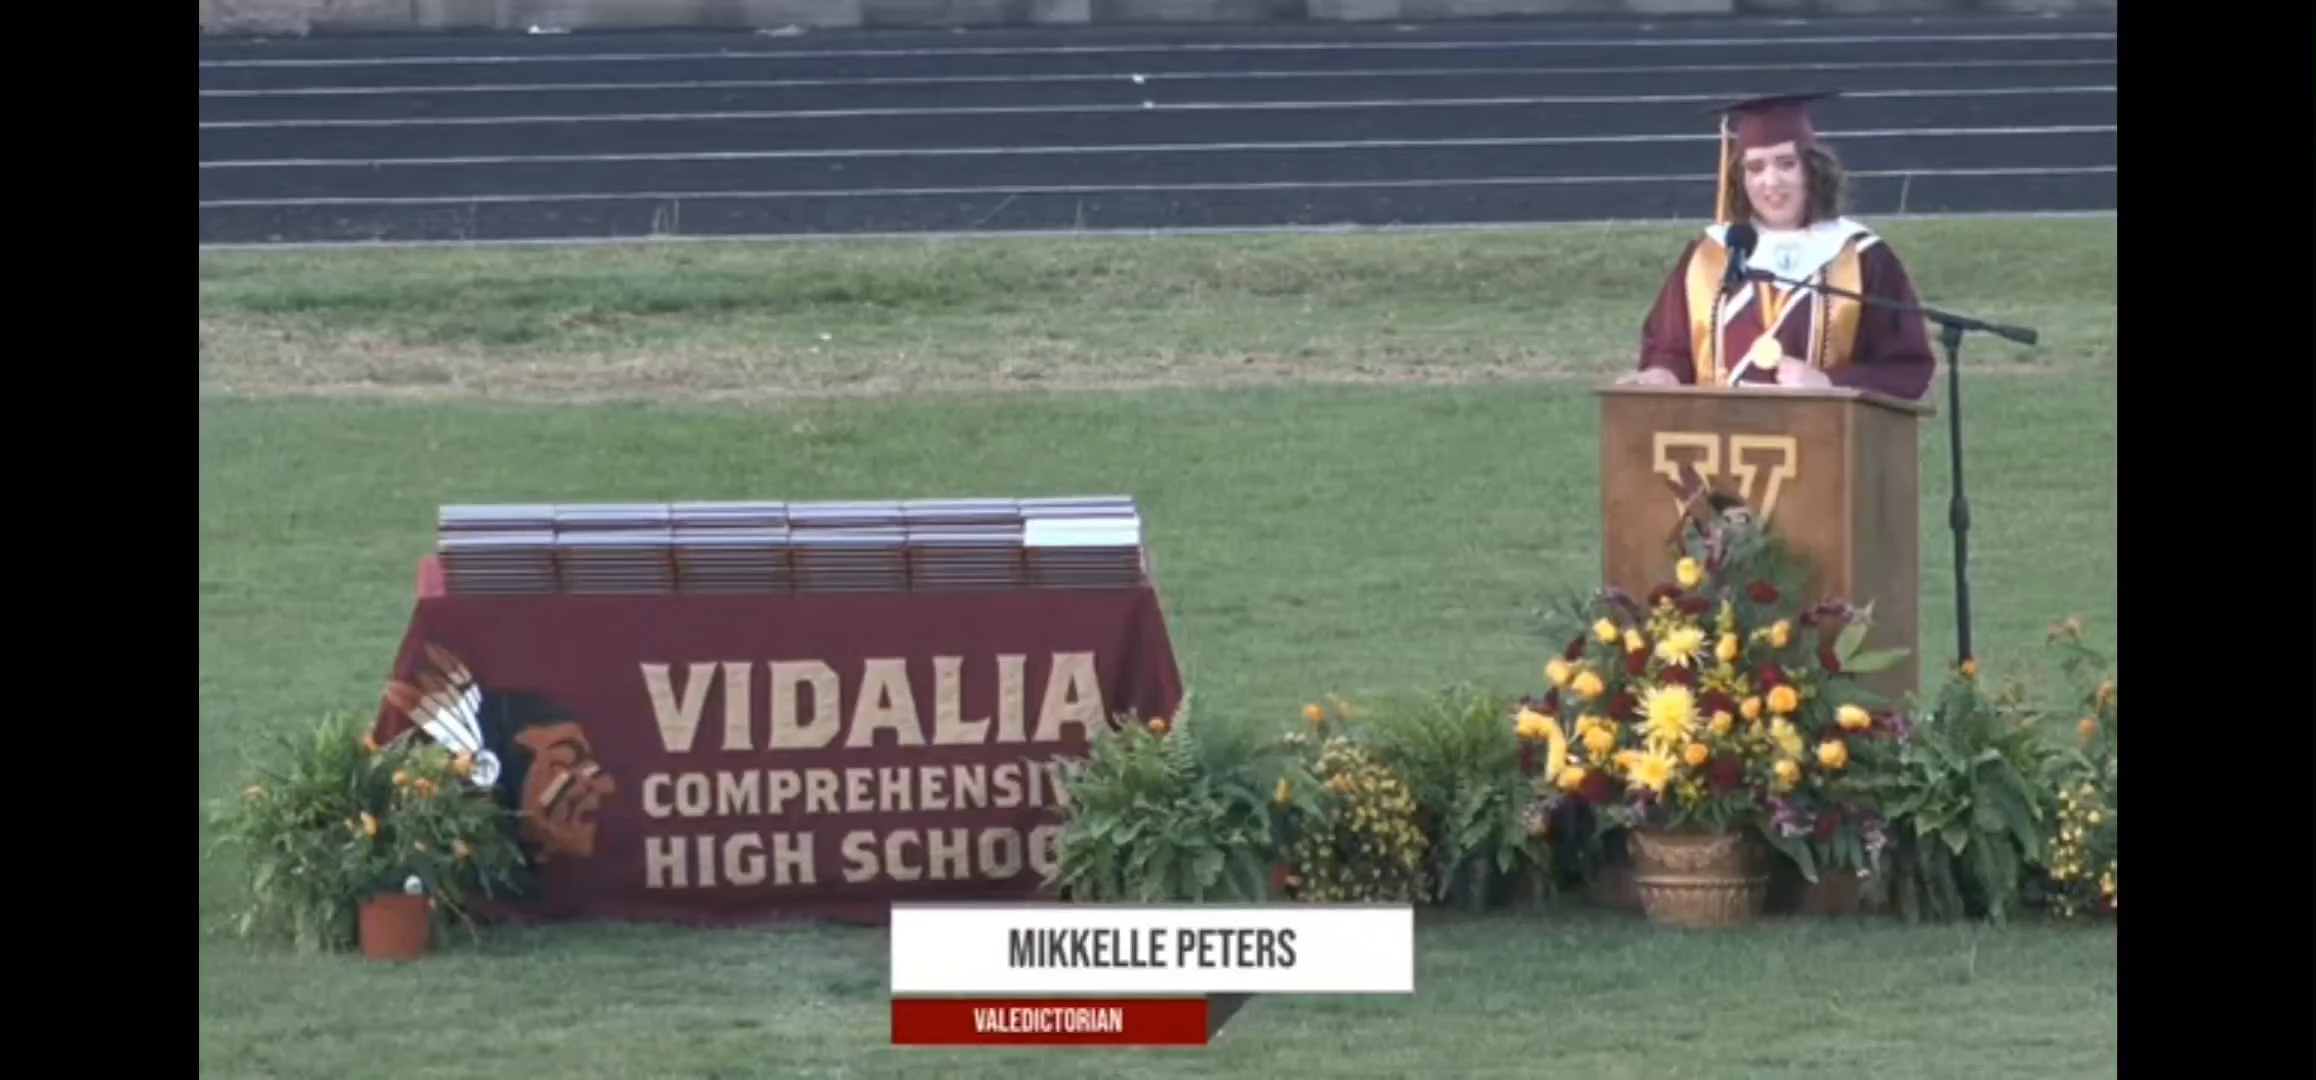 V
VIDALIA
COMPREHENSIV
HIGH SCHOO
MIKKELLE PETERS
VALEDICTORIAN